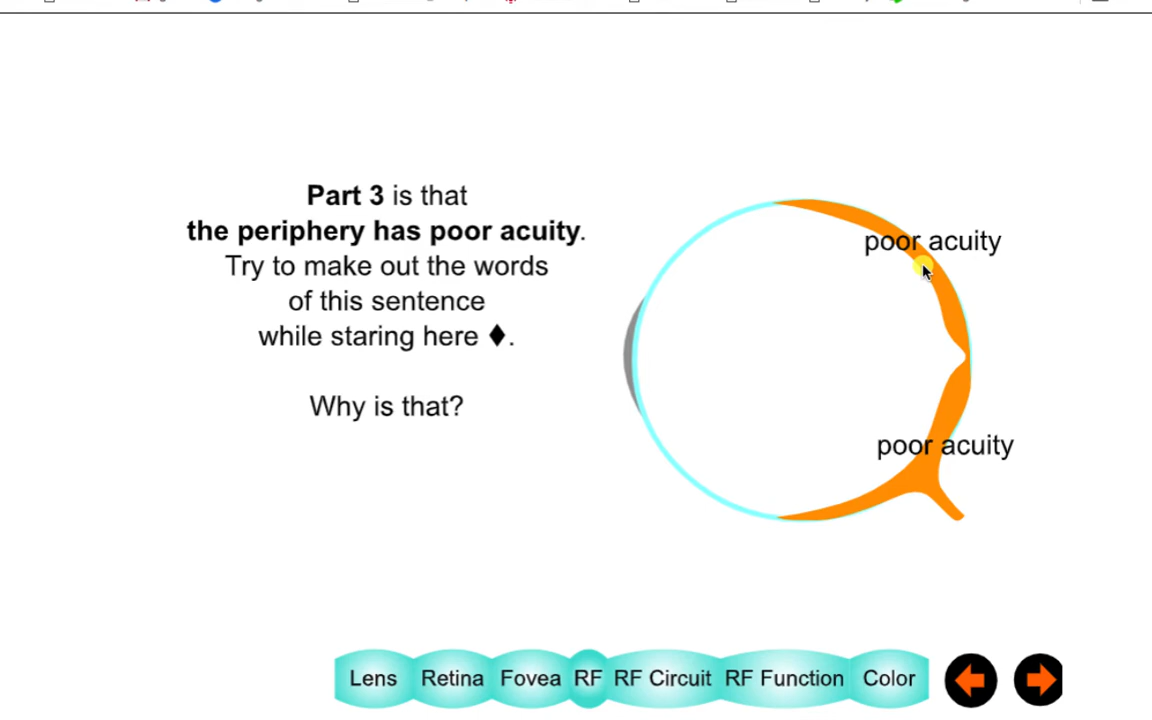 Part 3 is that
the periphery has poor acuity.
Try to make out the words
of this sentence
while staring here ♦.
Why is that?
poor acuity
poor acuity
Lens Retina Fovea RF RF Circuit RF Function Color